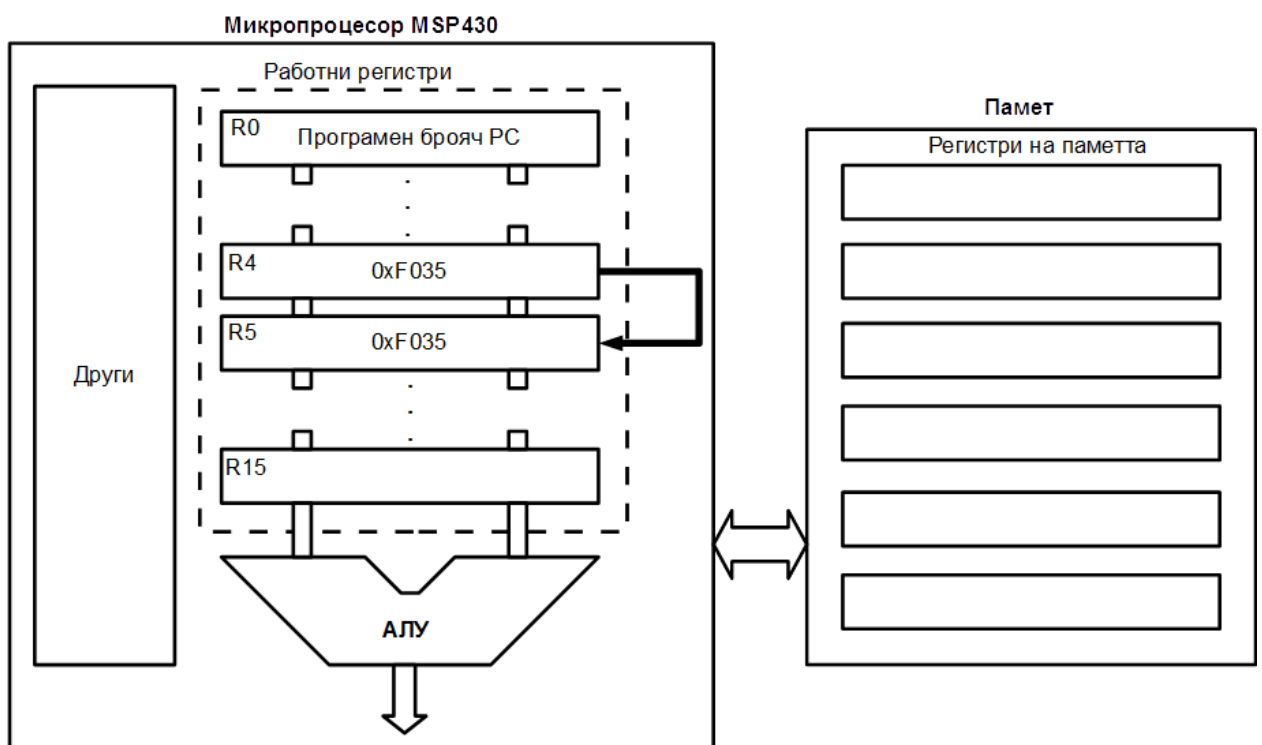 Микропроцесор MSP430
Работни регистри
R0
Програмен брояч PC
R4
0xF035
R5
0xF035
R15
Други
АЛУ
Памет
Регистри на паметта